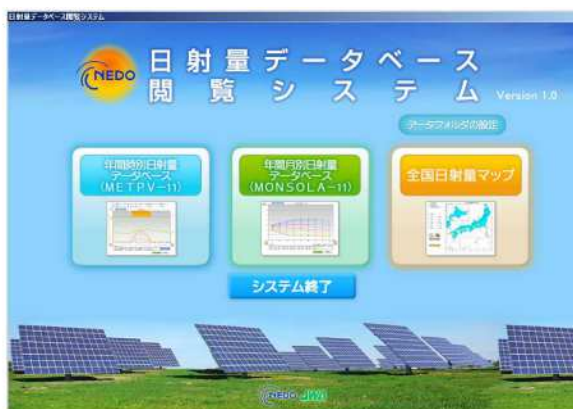 日射量データベース閲覧システム
NEDO
日射量データベース
閲覧システム
Version 1.0
データフォルダの設定
年間時別日射量
データベース
(METPV-11)
年間月別日射量
データベース
(MONSOLA-11)
全国日射量マップ
システム終了
NEDO JWA